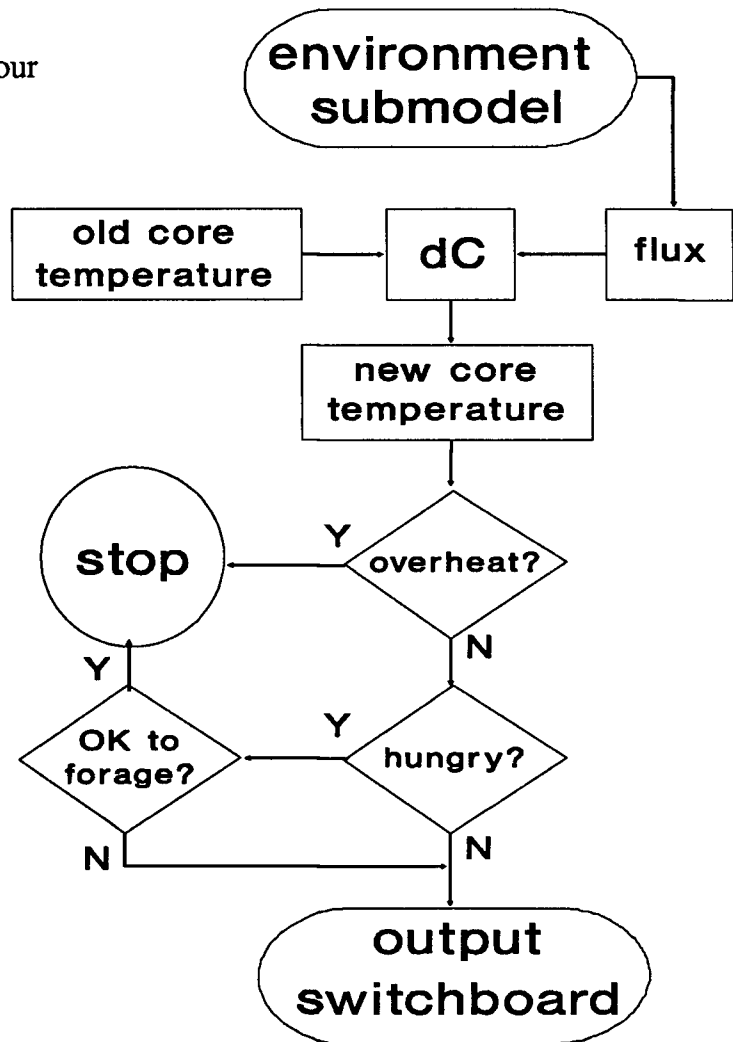 our
environment
submodel
old core
temperature
dC
flux
new core
temperature
Y
stop
overheat?
N
Y
Y
OK to
forage?
hungry?
N
N
output
switchboard